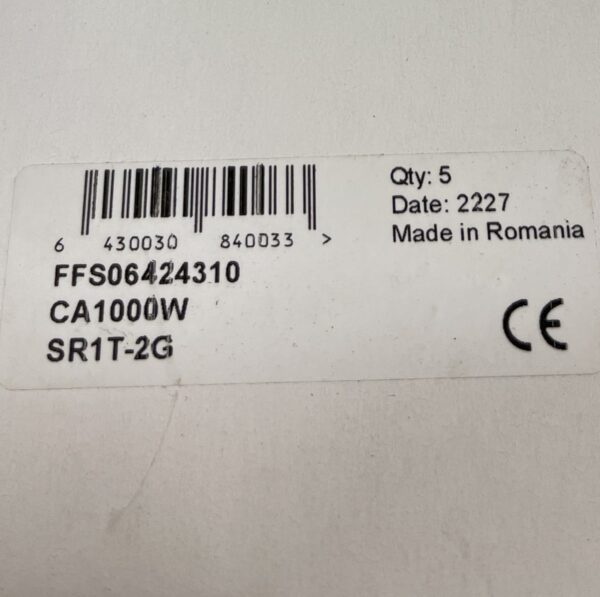 6 430030 840033 >
FFS06424310
CA1000W
SR1T-2G
Qty: 5
Date: 2227
Made in Romania
CE